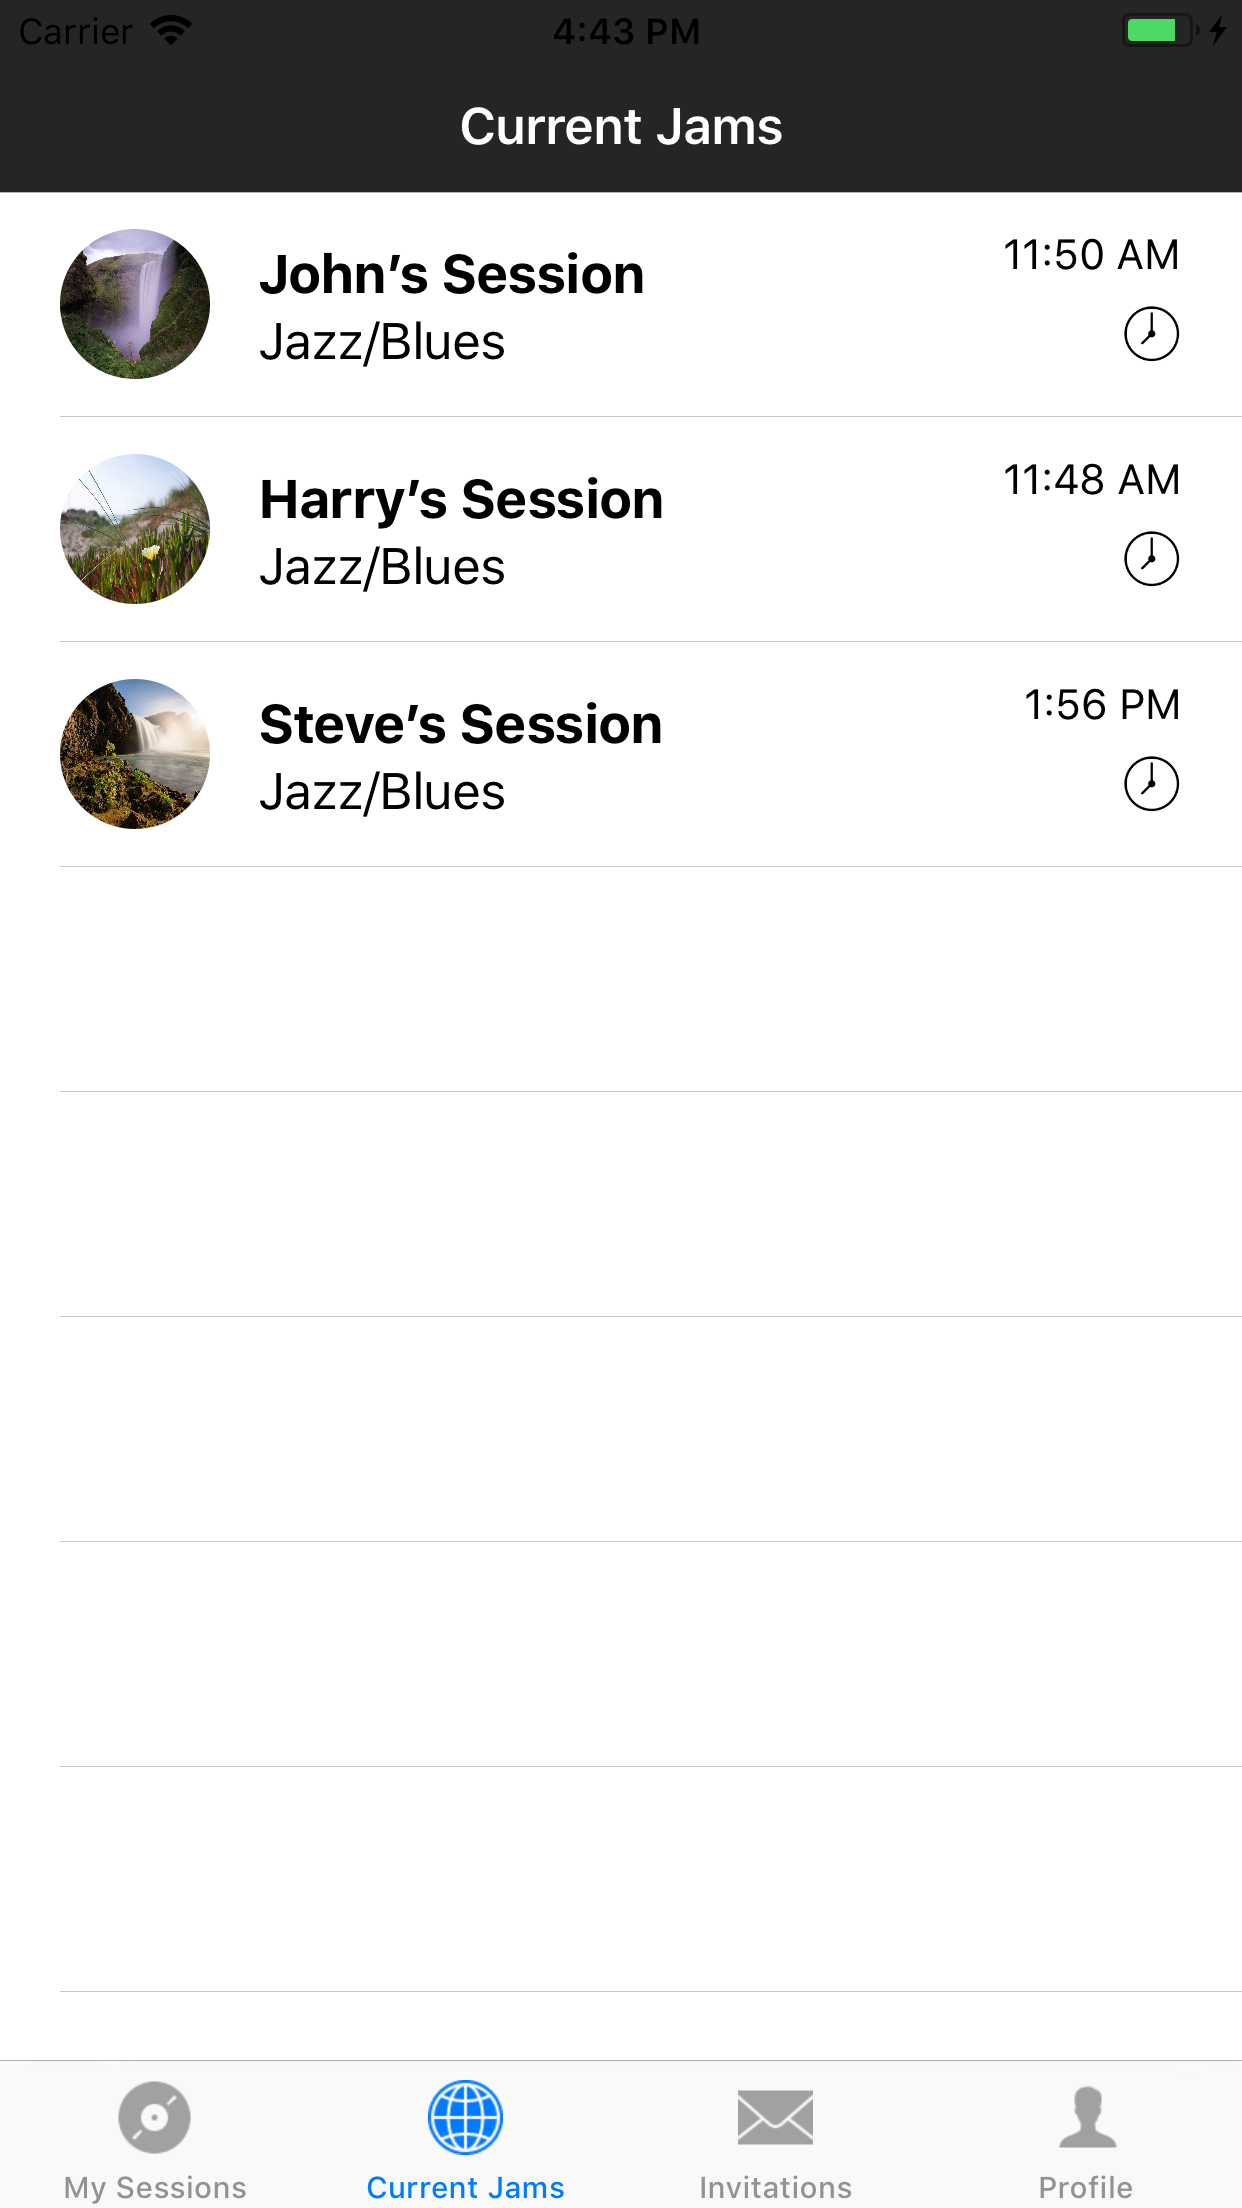 Carrier 4:43 PM
Current Jams
John’s Session
11:50 AM
Jazz/Blues
Harry’s Session
11:48 AM
Jazz/Blues
Steve’s Session
1:56 PM
Jazz/Blues
My Sessions
Current Jams
Invitations
Profile